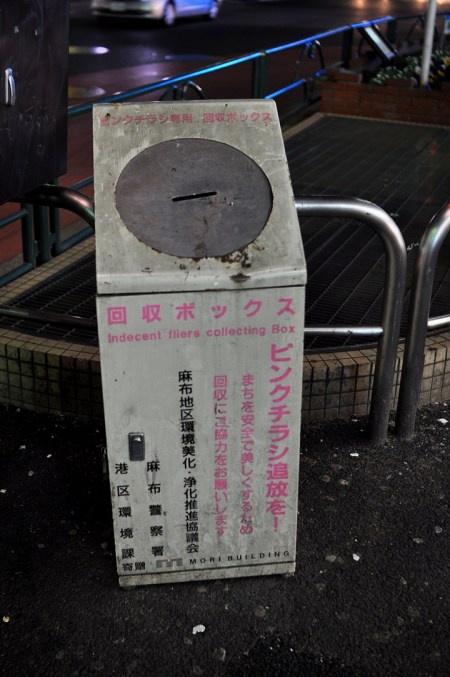 ピンクチラシ専用 回収ボックス
回収ボックス
Indecent fliers collecting Box
ピンクチラシ追放を!
まちを安全で美しくするため
回収にご協力をお願いします
麻布地区環境美化・浄化推進協議会
麻布警察署
港区環境課
寄贈 MORI BUILDING